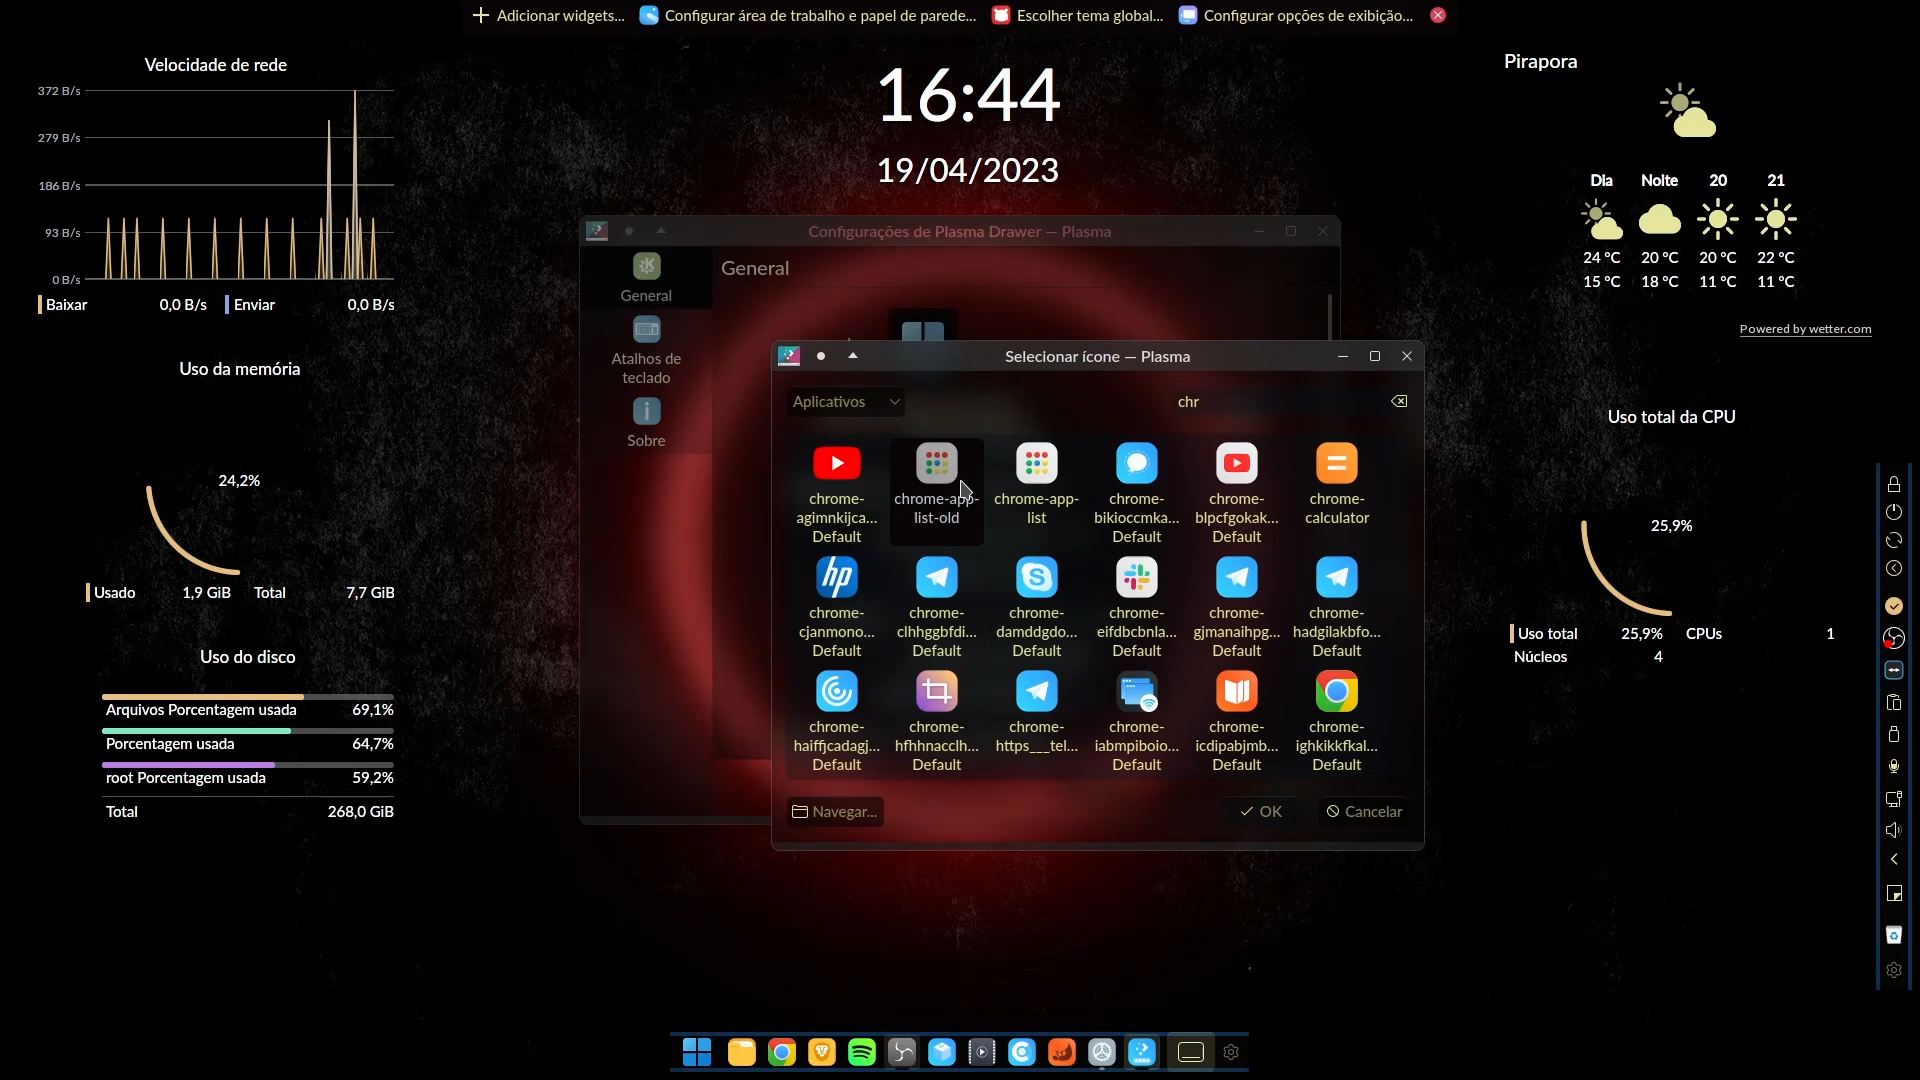 Adicionar widgets...
Configurar área de trabalho e papel de parede...
Escolher tema global...
Configurar opções de exibição...
Velocidade de rede
372 B/s
279 B/s
186 B/s
93 B/s
0 B/s
Baixar 0,0 B/s Enviar 0,0 B/s
Uso da memória
24,2%
Usado 1,9 GiB Total 7,7 GiB
Uso do disco
Arquivos Porcentagem usada 69,1%
Porcentagem usada 64,7%
root Porcentagem usada 59,2%
Total 268,0 GiB
16:44
19/04/2023
Configurações de Plasma Drawer — Plasma
General
Atalhos de
teclado
Sobre
General
Selecionar ícone — Plasma
Aplicativos
chr
chrome-
agimnkijca...
Default
chrome-app-
list-old
chrome-app-
list
chrome-
bikioccmka...
Default
chrome-
blpcfgokak...
Default
chrome-
calculator
hp
chrome-
cjanmono...
Default
chrome-
clhhggbfdi...
Default
chrome-
damddgdo...
Default
chrome-
eifdbcbnla...
Default
chrome-
gjmanaihpg...
Default
chrome-
hadgilakbfo...
Default
chrome-
haiffjcadagj...
Default
chrome-
hfhhnacclh...
Default
chrome-
https___tel...
chrome-
iabmpiboio...
Default
chrome-
icdipabjmb...
Default
chrome-
ighkikkfkal...
Default
Navegar...
OK
Cancelar
Pirapora
Dia Noite 20 21
24 °C 20 °C 20 °C 22 °C
15 °C 18 °C 11 °C 11 °C
Powered by wetter.com
Uso total da CPU
25,9%
Uso total 25,9% CPUs 1
Núcleos 4